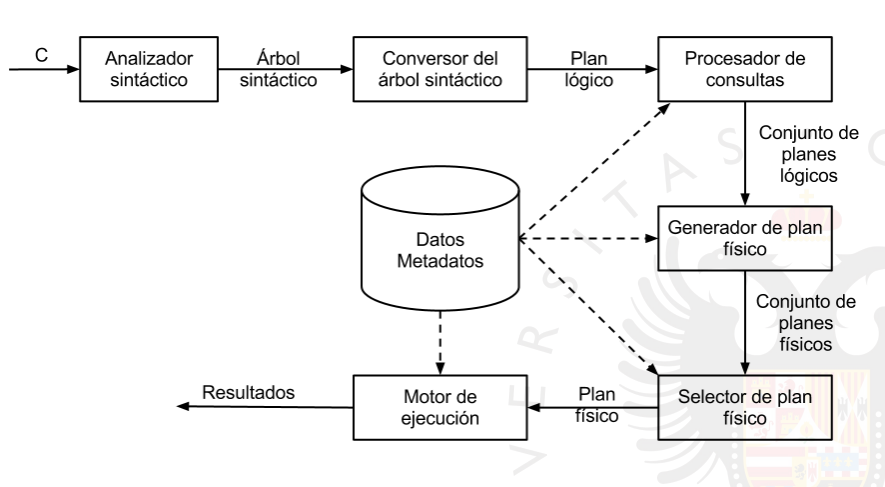 C
Analizador
sintáctico
Árbol
sintáctico
Conversor del
árbol sintáctico
Plan
lógico
Procesador de
consultas
Conjunto de
planes
lógicos
Datos
Metadatos
Generador de plan
físico
Conjunto de
planes
físicos
Resultados
Motor de
ejecución
Plan
físico
Selector de plan
físico
VERSITAS